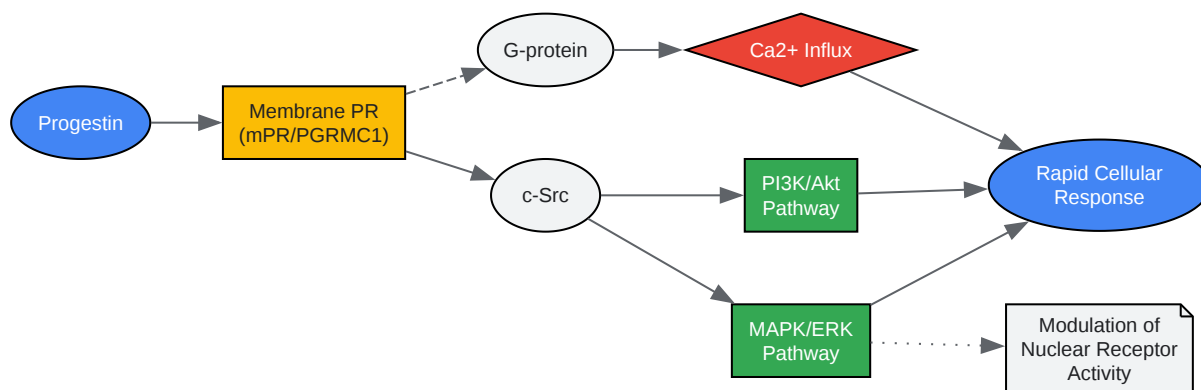 G-protein
Ca2+ Influx
Progestin
Membrane PR
(mPR/PGRMC1)
c-Src
PI3K/Akt
Pathway
Rapid Cellular
Response
MAPK/ERK
Pathway
Modulation of
Nuclear Receptor
Activity